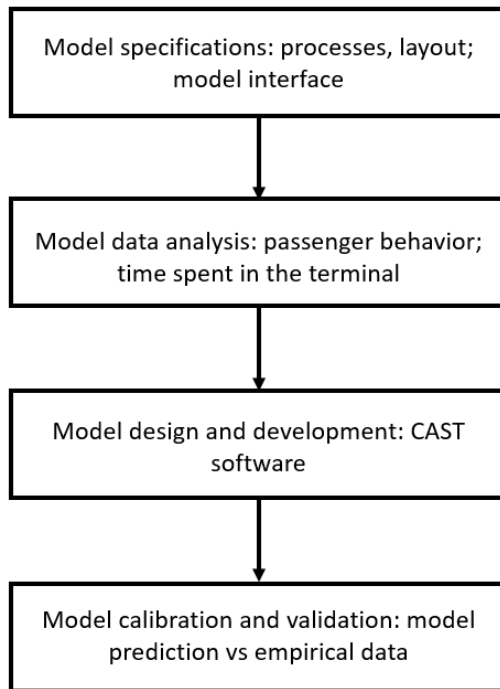 Model specifications: processes, layout;
model interface
Model data analysis: passenger behavior;
time spent in the terminal
Model design and development: CAST
software
Model calibration and validation: model
prediction vs empirical data